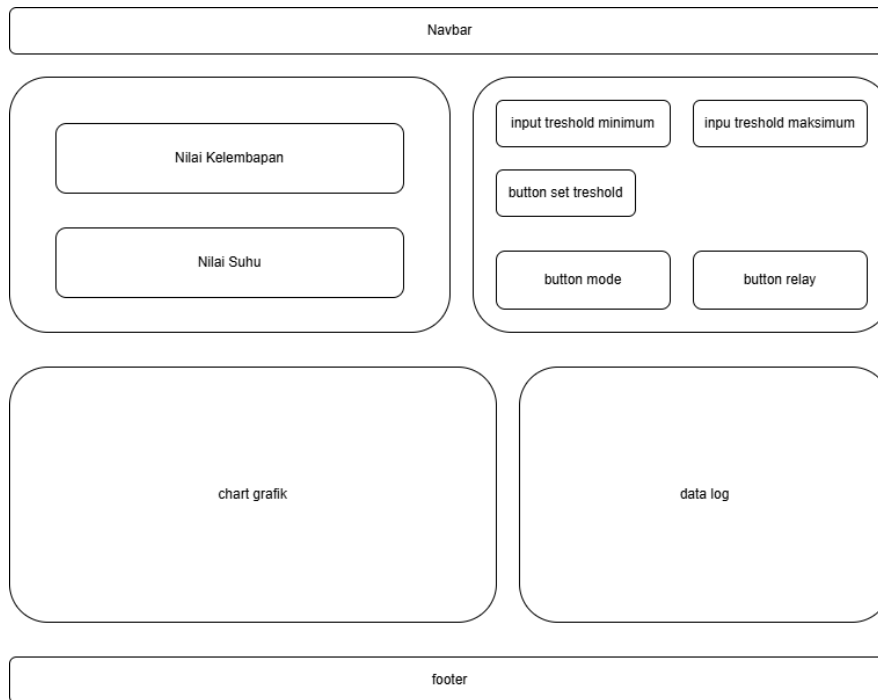 Navbar
Nilai Kelembapan
Nilai Suhu
input treshold minimum
inpu treshold maksimum
button set treshold
button mode
button relay
chart grafik
data log
footer